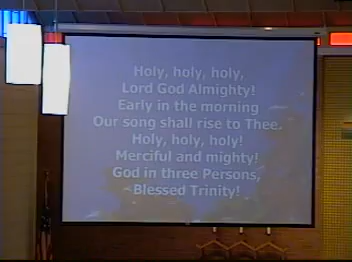 Holy, holy, holy,
Lord God Almighty!
Early in the morning
Our song shall rise to Thee.
Holy, holy, holy!
Merciful and mighty!
God in three Persons,
Blessed Trinity!